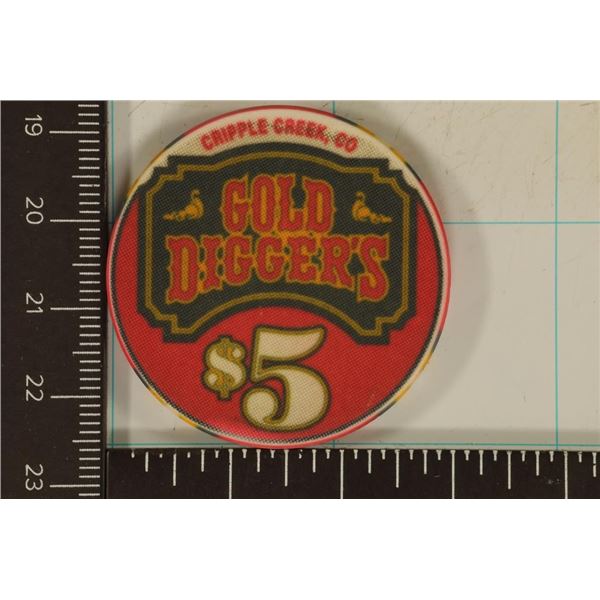 CRIPPLE CREEK, CO
GOLD
DIGGER'S
$5
19
20
21
22
23